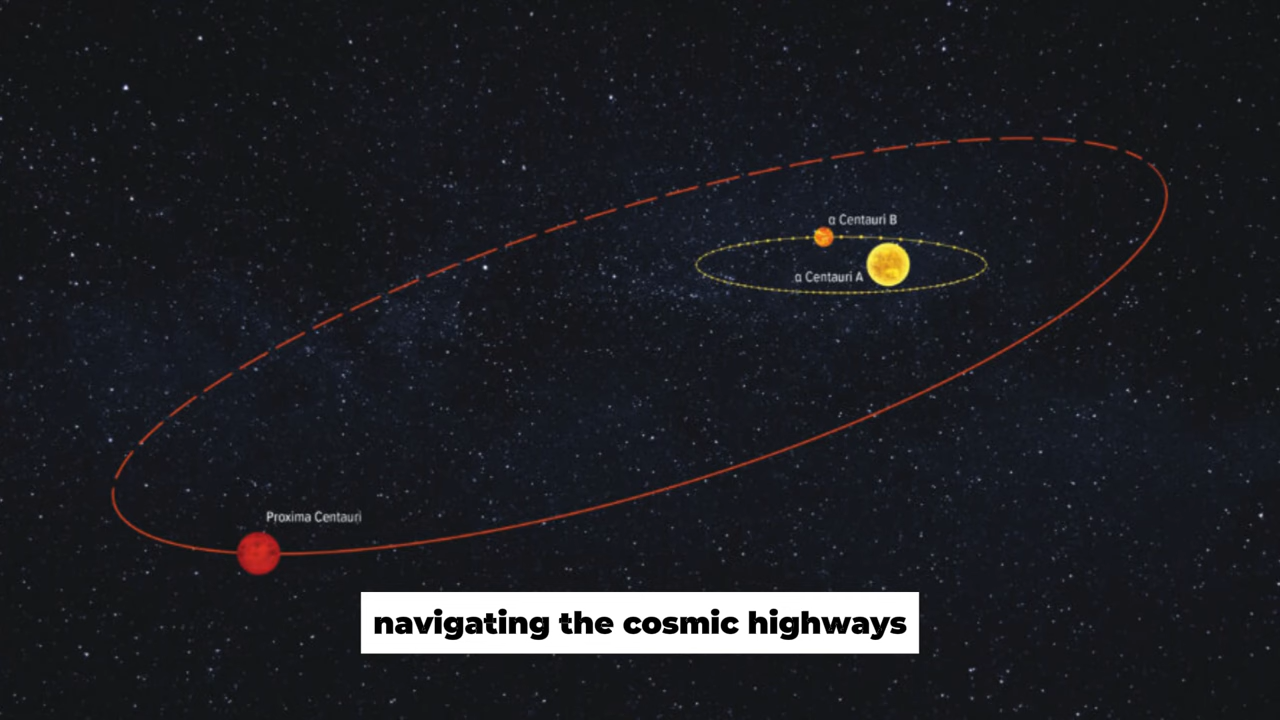 α Centauri B
α Centauri A
Proxima Centauri
navigating the cosmic highways